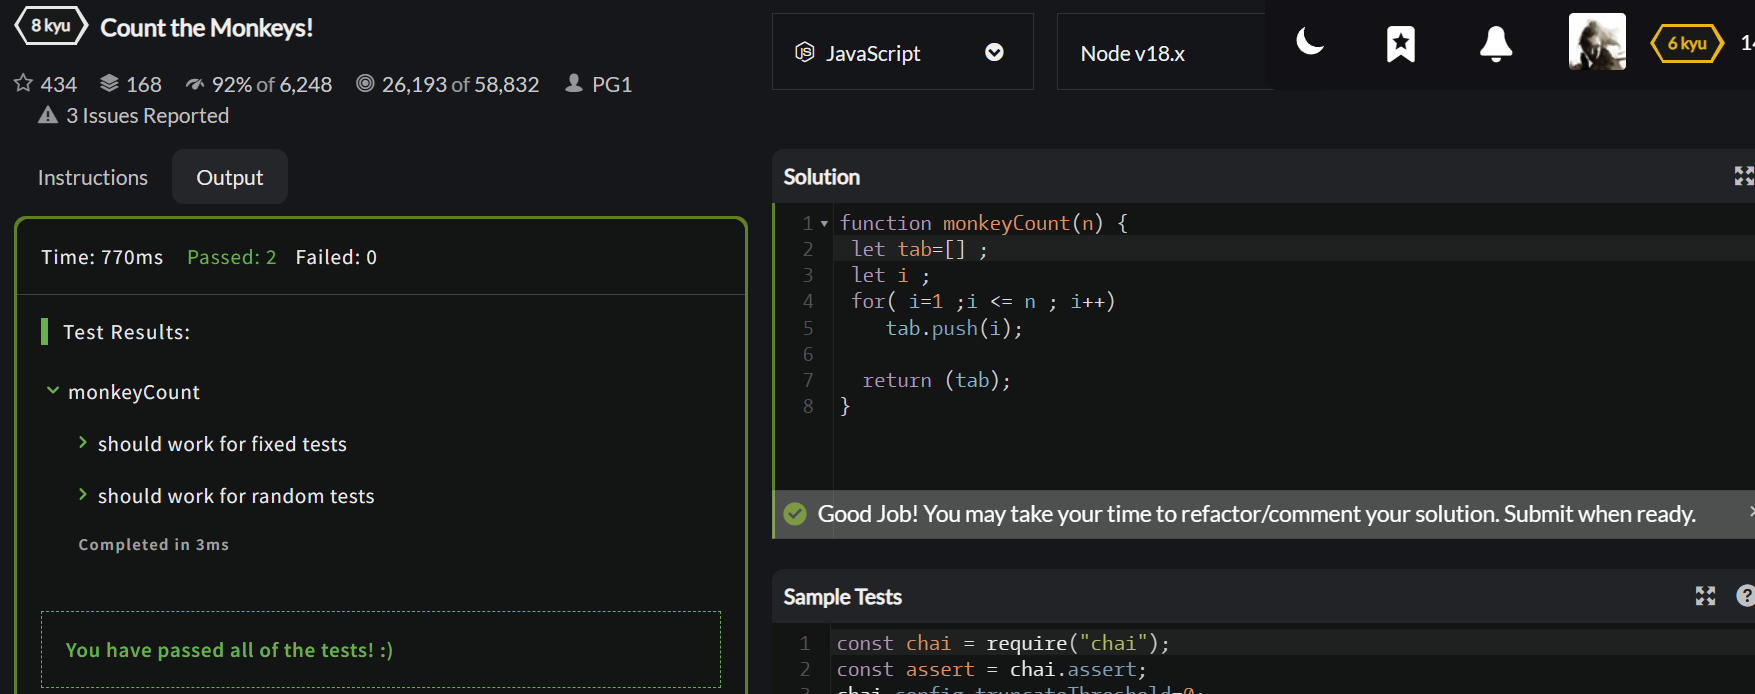 8 kyu Count the Monkeys!
434 168 92% of 6,248 26,193 of 58,832 PG1
3 Issues Reported
JavaScript
Node v18.x
6 kyu
Instructions Output
Time: 770ms Passed: 2 Failed: 0
Test Results:
monkeyCount
should work for fixed tests
should work for random tests
Completed in 3ms
You have passed all of the tests! :)
Solution
1 function monkeyCount(n) {
2 let tab=[] ;
3 let i ;
4 for( i=1 ;i <= n ; i++)
5 tab.push(i);
6
7 return (tab);
8 }
Good Job! You may take your time to refactor/comment your solution. Submit when ready.
Sample Tests
1 const chai = require("chai");
2 const assert = chai.assert;
3 chai.config.truncateThreshold=0;